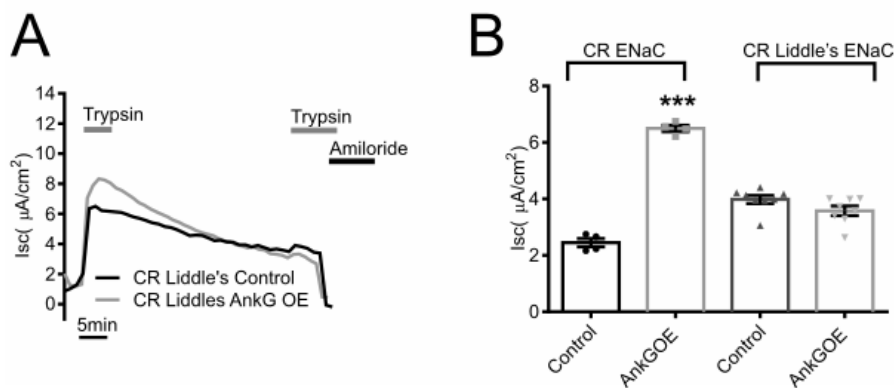 A
Isc( μA/cm²)
14
12
10
8
6
4
2
0
Trypsin
Trypsin
Amiloride
CR Liddle's Control
CR Liddles AnkG OE
5min
B
CR ENaC
CR Liddle's ENaC
Isc( μA/cm²)
8
6
4
2
0
***
Control
AnkGOE
Control
AnkGOE